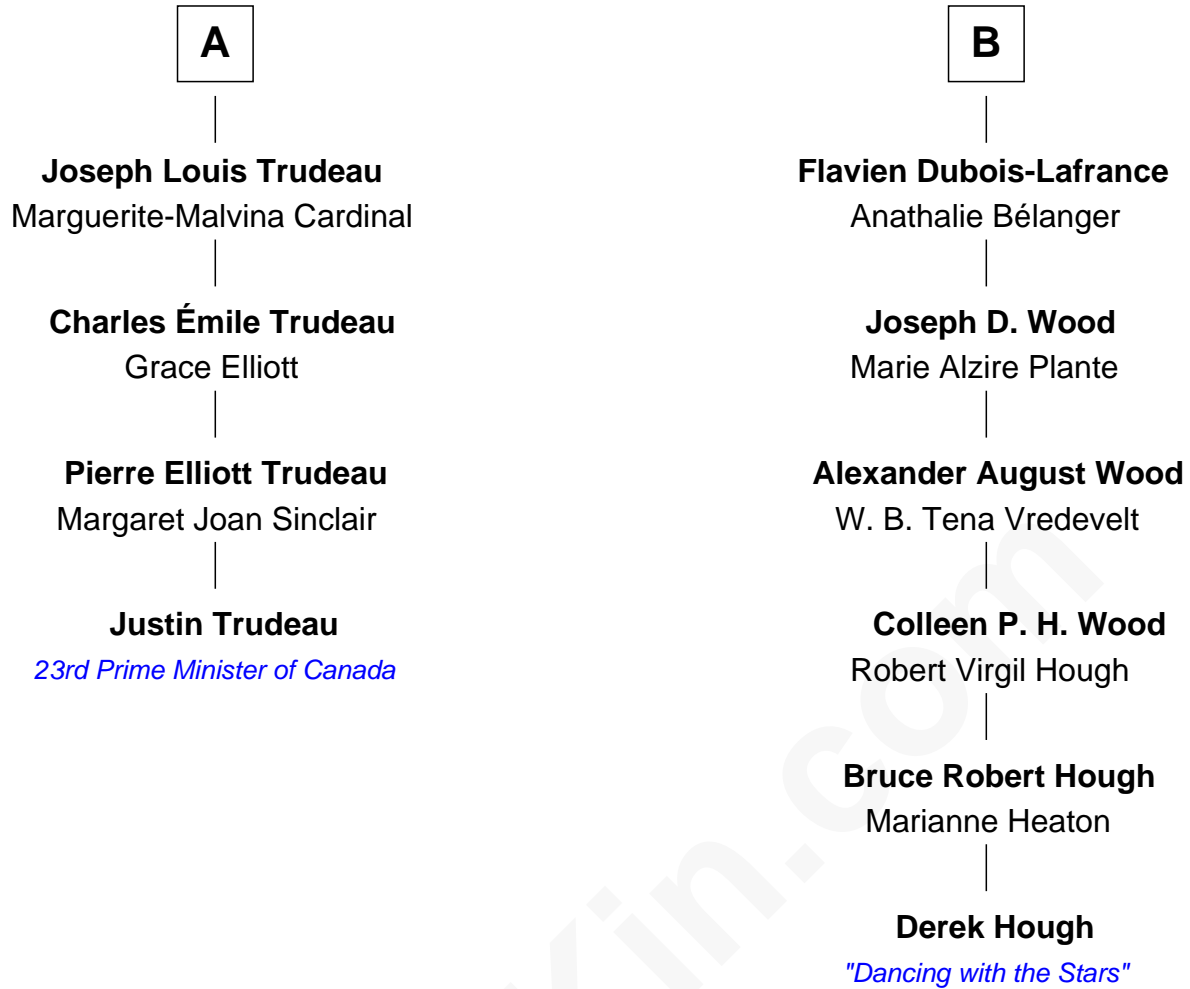 A
Joseph Louis Trudeau
Marguerite-Malvina Cardinal
Charles Émile Trudeau
Grace Elliott
Pierre Elliott Trudeau
Margaret Joan Sinclair
Justin Trudeau
23rd Prime Minister of Canada
B
Flavien Dubois-Lafrance
Anathalie Bélanger
Joseph D. Wood
Marie Alzire Plante
Alexander August Wood
W. B. Tena Vredevelt
Colleen P. H. Wood
Robert Virgil Hough
Bruce Robert Hough
Marianne Heaton
Derek Hough
"Dancing with the Stars"